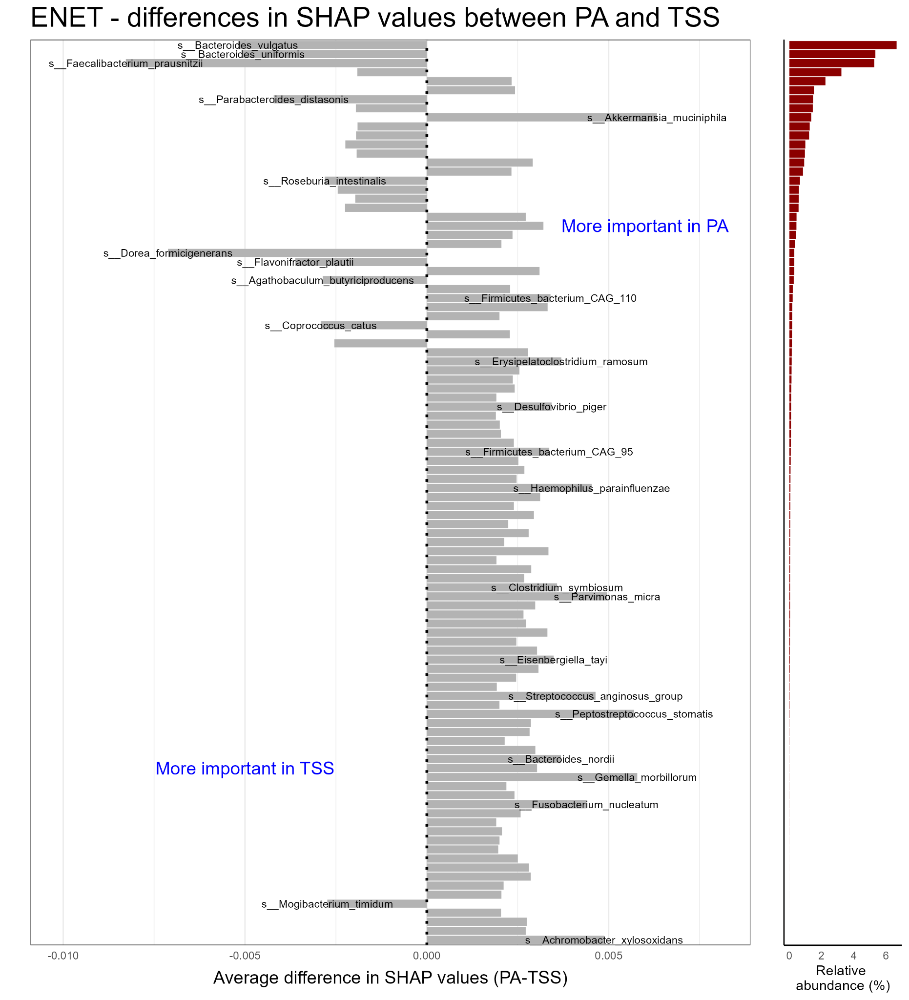 ENET - differences in SHAP values between PA and TSS
s__Bacteroides_vulgatus
s__Bacteroides_uniformis
s__Faecalibacterium_prausnitzii
s__Parabacteroides_distasonis
s__Akkermansia_muciniphila
s__Roseburia_intestinalis
More important in PA
s__Dorea_formicigenerans
s__Flavonifractor_plautii
s__Agathobaculum_butyriciproducens
s__Firmicutes_bacterium_CAG_110
s__Coprococcus_catus
s__Erysipelatoclostridium_ramosum
s__Desulfovibrio_piger
s__Firmicutes_bacterium_CAG_95
s__Haemophilus_parainfluenzae
s__Clostridium_symbiosum
s__Parvimonas_micra
s__Eisenbergiella_tayi
s__Streptococcus_anginosus_group
s__Peptostreptococcus_stomatis
s__Bacteroides_nordii
More important in TSS
s__Gemella_morbillorum
s__Fusobacterium_nucleatum
s__Mogibacterium_timidum
s__Achromobacter_xylosoxidans
-0.010 -0.005 0.000 0.005
Average difference in SHAP values (PA-TSS)
0 2 4 6
Relative
abundance (%)